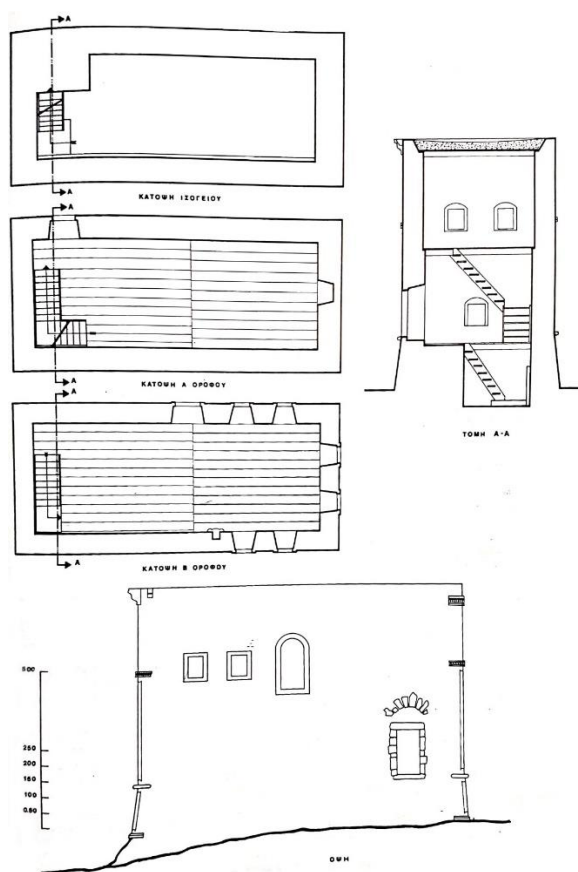 A
A
ΚΑΤΟΨΗ ΙΣΟΓΕΙΟΥ
A
A
ΚΑΤΟΨΗ Α ΟΡΟΦΟΥ
A
A
ΚΑΤΟΨΗ Β ΟΡΟΦΟΥ
ΤΟΜΗ Α-Α
500
250
200
150
100
0.50
ΟΨΗ